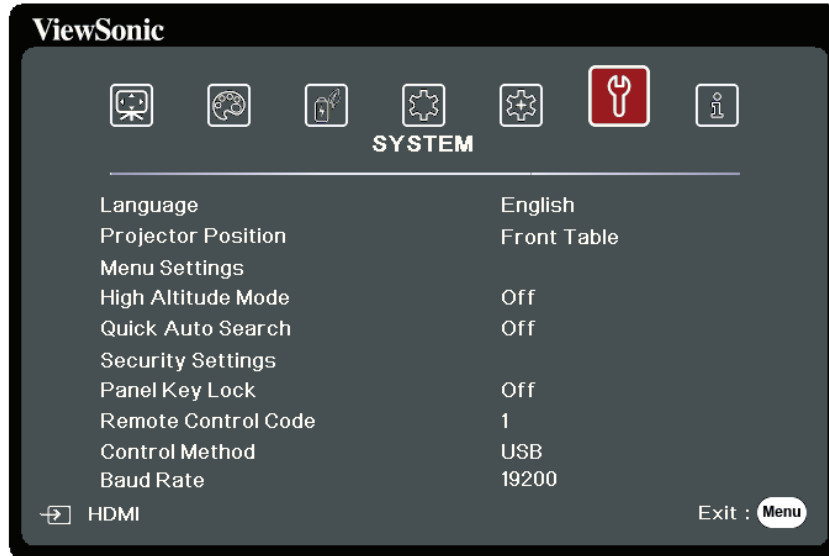 ViewSonic
SYSTEM
Language English
Projector Position Front Table
Menu Settings
High Altitude Mode Off
Quick Auto Search Off
Security Settings
Panel Key Lock Off
Remote Control Code 1
Control Method USB
Baud Rate 19200
HDMI Exit : Menu